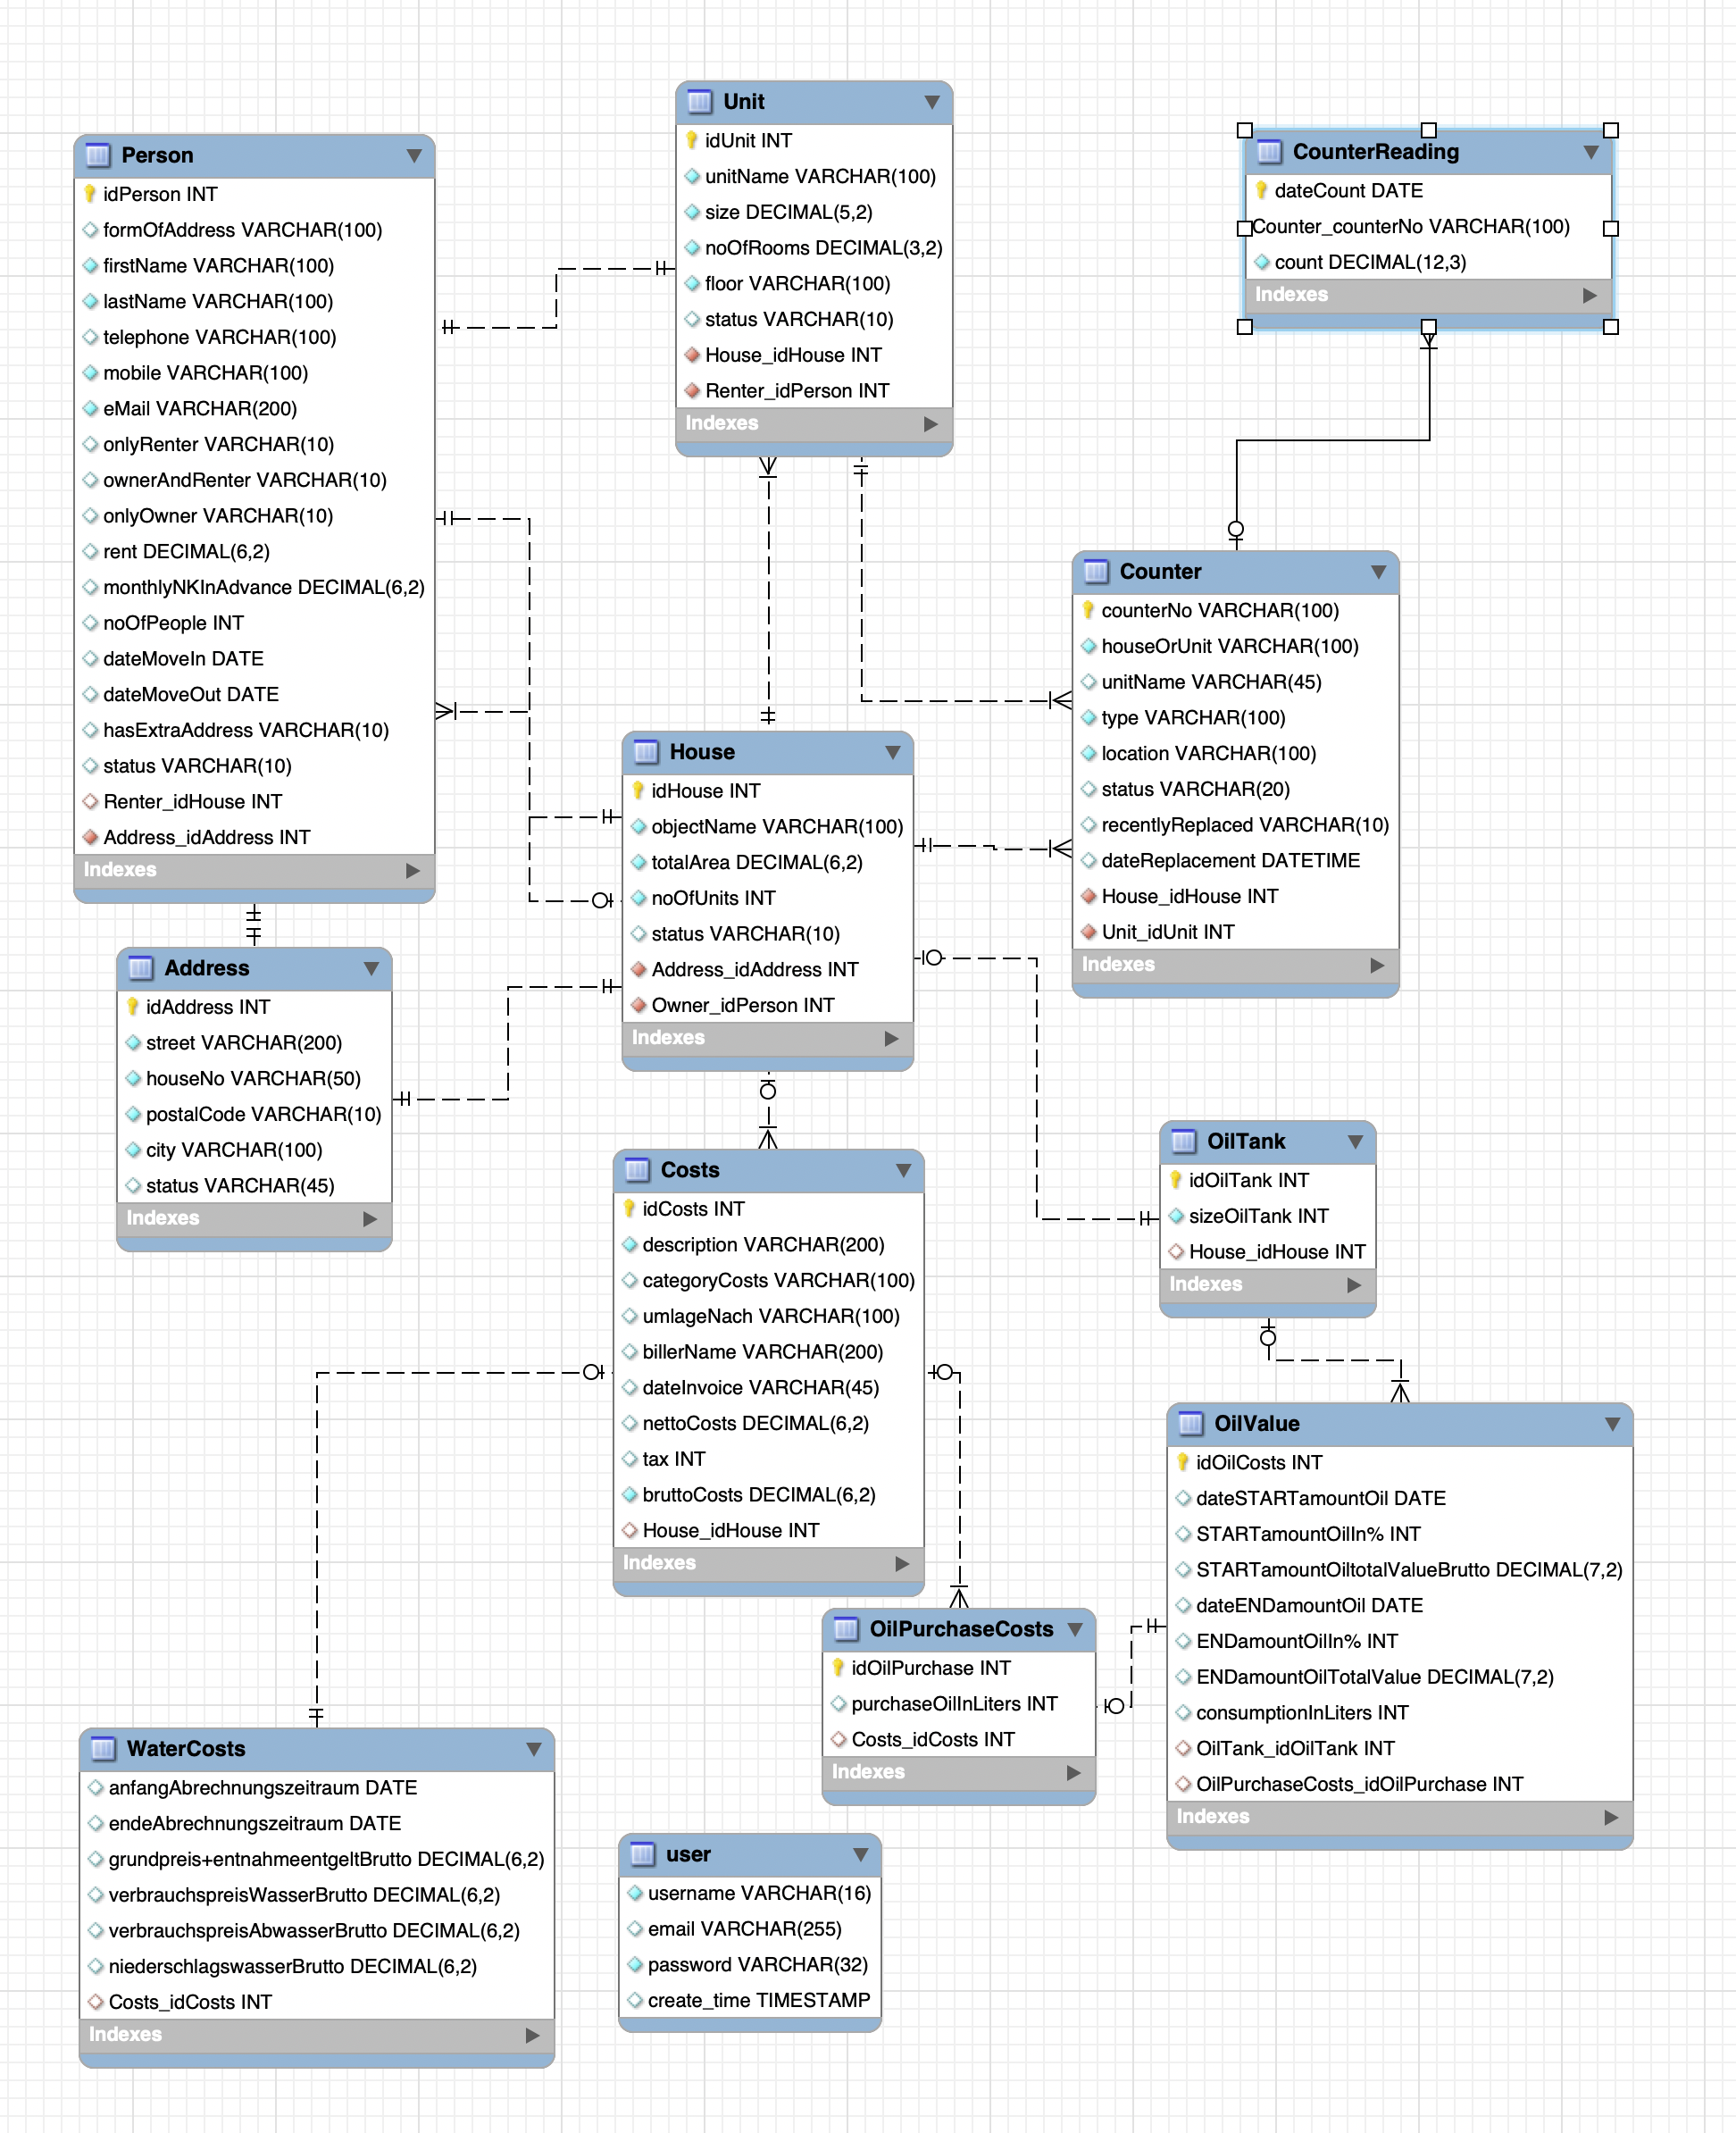 Person
idPerson INT
formOfAddress VARCHAR(100)
firstName VARCHAR(100)
lastName VARCHAR(100)
telephone VARCHAR(100)
mobile VARCHAR(100)
eMail VARCHAR(200)
onlyRenter VARCHAR(10)
ownerAndRenter VARCHAR(10)
onlyOwner VARCHAR(10)
rent DECIMAL(6,2)
monthlyNKInAdvance DECIMAL(6,2)
noOfPeople INT
dateMoveIn DATE
dateMoveOut DATE
hasExtraAddress VARCHAR(10)
status VARCHAR(10)
Renter_idHouse INT
Address_idAddress INT
Indexes
Unit
idUnit INT
unitName VARCHAR(100)
size DECIMAL(5,2)
noOfRooms DECIMAL(3,2)
floor VARCHAR(100)
status VARCHAR(10)
House_idHouse INT
Renter_idPerson INT
Indexes
CounterReading
dateCount DATE
Counter_counterNo VARCHAR(100)
count DECIMAL(12,3)
Indexes
Counter
counterNo VARCHAR(100)
houseOrUnit VARCHAR(100)
unitName VARCHAR(45)
type VARCHAR(100)
location VARCHAR(100)
status VARCHAR(20)
recentlyReplaced VARCHAR(10)
dateReplacement DATETIME
House_idHouse INT
Unit_idUnit INT
Indexes
House
idHouse INT
objectName VARCHAR(100)
totalArea DECIMAL(6,2)
noOfUnits INT
status VARCHAR(10)
Address_idAddress INT
Owner_idPerson INT
Indexes
Address
idAddress INT
street VARCHAR(200)
houseNo VARCHAR(50)
postalCode VARCHAR(10)
city VARCHAR(100)
status VARCHAR(45)
Indexes
Costs
idCosts INT
description VARCHAR(200)
categoryCosts VARCHAR(100)
umlageNach VARCHAR(100)
billerName VARCHAR(200)
dateInvoice VARCHAR(45)
nettoCosts DECIMAL(6,2)
tax INT
bruttoCosts DECIMAL(6,2)
House_idHouse INT
Indexes
OilTank
idOilTank INT
sizeOilTank INT
House_idHouse INT
Indexes
OilValue
idOilCosts INT
dateSTARTamountOil DATE
STARTamountOilIn% INT
STARTamountOiltotalValueBrutto DECIMAL(7,2)
dateENDamountOil DATE
ENDamountOilIn% INT
ENDamountOilTotalValue DECIMAL(7,2)
consumptionInLiters INT
OilTank_idOilTank INT
OilPurchaseCosts_idOilPurchase INT
Indexes
OilPurchaseCosts
idOilPurchase INT
purchaseOilInLiters INT
Costs_idCosts INT
Indexes
WaterCosts
anfangAbrechnungszeitraum DATE
endeAbrechnungszeitraum DATE
grundpreis+entnahmeentgeltBrutto DECIMAL(6,2)
verbrauchspreisWasserBrutto DECIMAL(6,2)
verbrauchspreisAbwasserBrutto DECIMAL(6,2)
niederschlagswasserBrutto DECIMAL(6,2)
Costs_idCosts INT
Indexes
user
username VARCHAR(16)
email VARCHAR(255)
password VARCHAR(32)
create_time TIMESTAMP